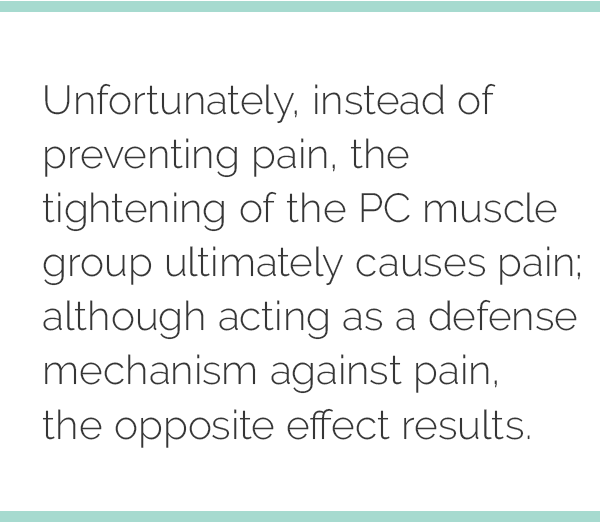 Unfortunately, instead of
preventing pain, the
tightening of the PC muscle
group ultimately causes pain;
although acting as a defense
mechanism against pain,
the opposite effect results.